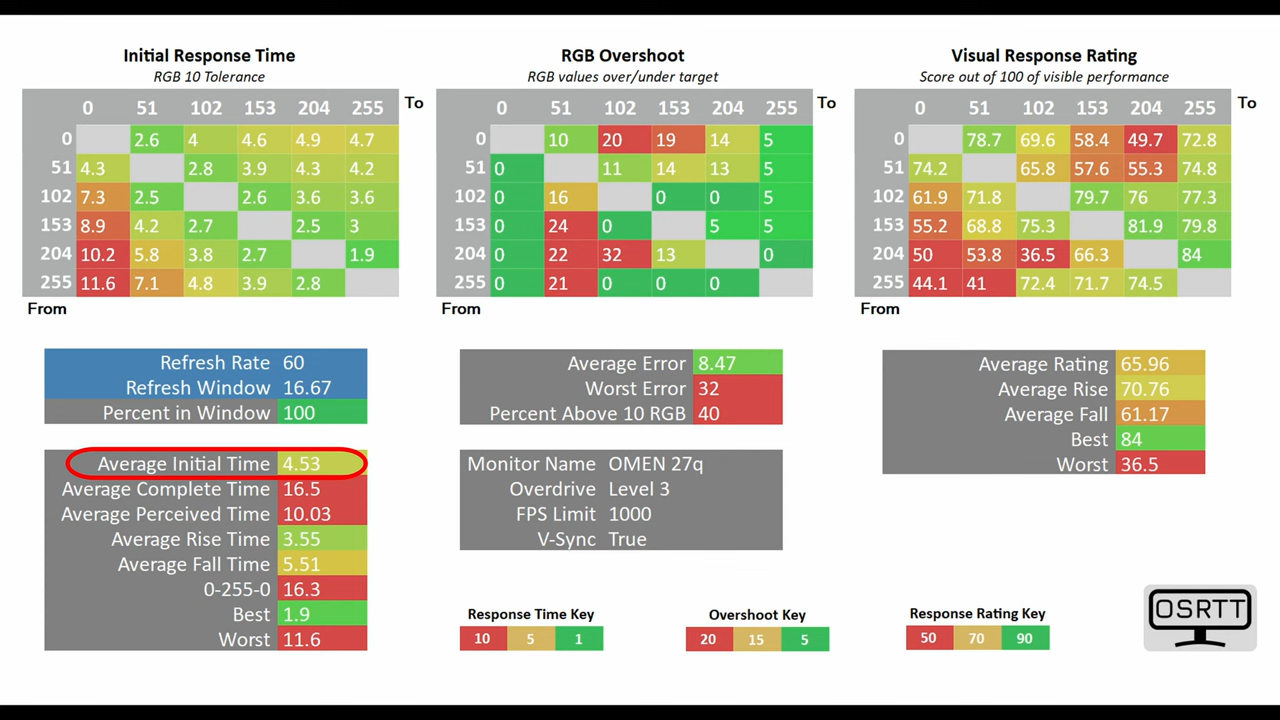 Initial Response Time
RGB 10 Tolerance
0 51 102 153 204 255 To
0 2.6 4 4.6 4.9 4.7
51 4.3 2.8 3.9 4.3 4.2
102 7.3 2.5 2.6 3.6 3.6
153 8.9 4.2 2.7 2.5 3
204 10.2 5.8 3.8 2.7 1.9
255 11.6 7.1 4.8 3.9 2.8
From
RGB Overshoot
RGB values over/under target
0 51 102 153 204 255 To
0 10 20 19 14 5
51 0 11 14 13 5
102 0 16 0 0 5
153 0 24 0 5 5
204 0 22 32 13 0
255 0 21 0 0 0
From
Visual Response Rating
Score out of 100 of visible performance
0 51 102 153 204 255 To
0 78.7 69.6 58.4 49.7 72.8
51 74.2 65.8 57.6 55.3 74.8
102 61.9 71.8 79.7 76 77.3
153 55.2 68.8 75.3 81.9 79.8
204 50 53.8 36.5 66.3 84
255 44.1 41 72.4 71.7 74.5
From
Refresh Rate 60
Refresh Window 16.67
Percent in Window 100
Average Initial Time 4.53
Average Complete Time 16.5
Average Perceived Time 10.03
Average Rise Time 3.55
Average Fall Time 5.51
0-255-0 16.3
Best 1.9
Worst 11.6
Average Error 8.47
Worst Error 32
Percent Above 10 RGB 40
Monitor Name OMEN 27q
Overdrive Level 3
FPS Limit 1000
V-Sync True
Average Rating 65.96
Average Rise 70.76
Average Fall 61.17
Best 84
Worst 36.5
Response Time Key
10 5 1
Overshoot Key
20 15 5
Response Rating Key
50 70 90
OSRTT